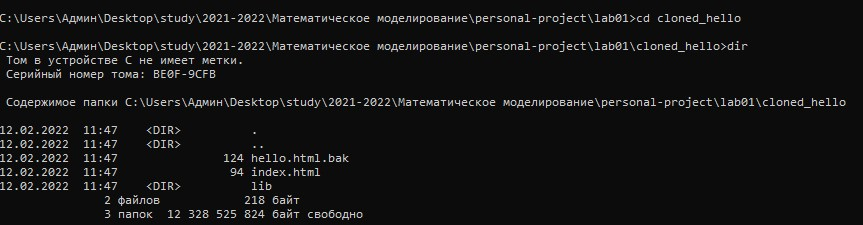 C:\Users\Админ\Desktop\study\2021-2022\Математическое моделирование\personal-project\lab01>cd cloned_hello
C:\Users\Админ\Desktop\study\2021-2022\Математическое моделирование\personal-project\lab01\cloned_hello>dir
Том в устройстве C не имеет метки.
Серийный номер тома: BE0F-9CFB
Содержимое папки C:\Users\Админ\Desktop\study\2021-2022\Математическое моделирование\personal-project\lab01\cloned_hello
12.02.2022  11:47    <DIR>          .
12.02.2022  11:47    <DIR>          ..
12.02.2022  11:47               124 hello.html.bak
12.02.2022  11:47                94 index.html
12.02.2022  11:47    <DIR>          lib
2 файлов            218 байт
3 папок  12 328 525 824 байт свободно